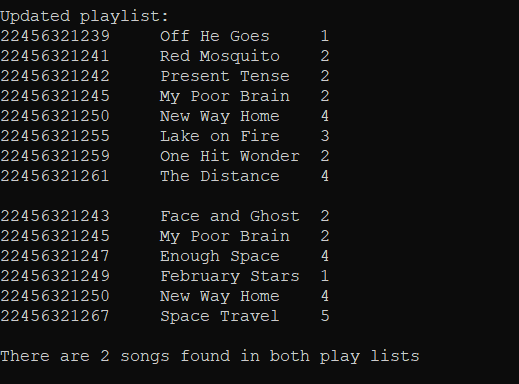 Updated playlist:
22456321239     Off He Goes     1
22456321241     Red Mosquito    2
22456321242     Present Tense   2
22456321245     My Poor Brain   2
22456321250     New Way Home    4
22456321255     Lake on Fire    3
22456321259     One Hit Wonder  2
22456321261     The Distance    4

22456321243     Face and Ghost  2
22456321245     My Poor Brain   2
22456321247     Enough Space    4
22456321249     February Stars  1
22456321250     New Way Home    4
22456321267     Space Travel    5

There are 2 songs found in both play lists